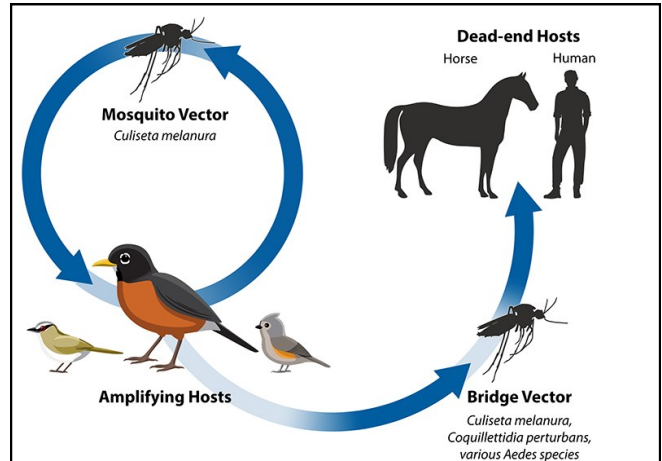 Mosquito Vector
Culiseta melanura
Dead-end Hosts
Horse
Human
Amplifying Hosts
Bridge Vector
Culiseta melanura,
Coquillettidia perturbans,
various Aedes species